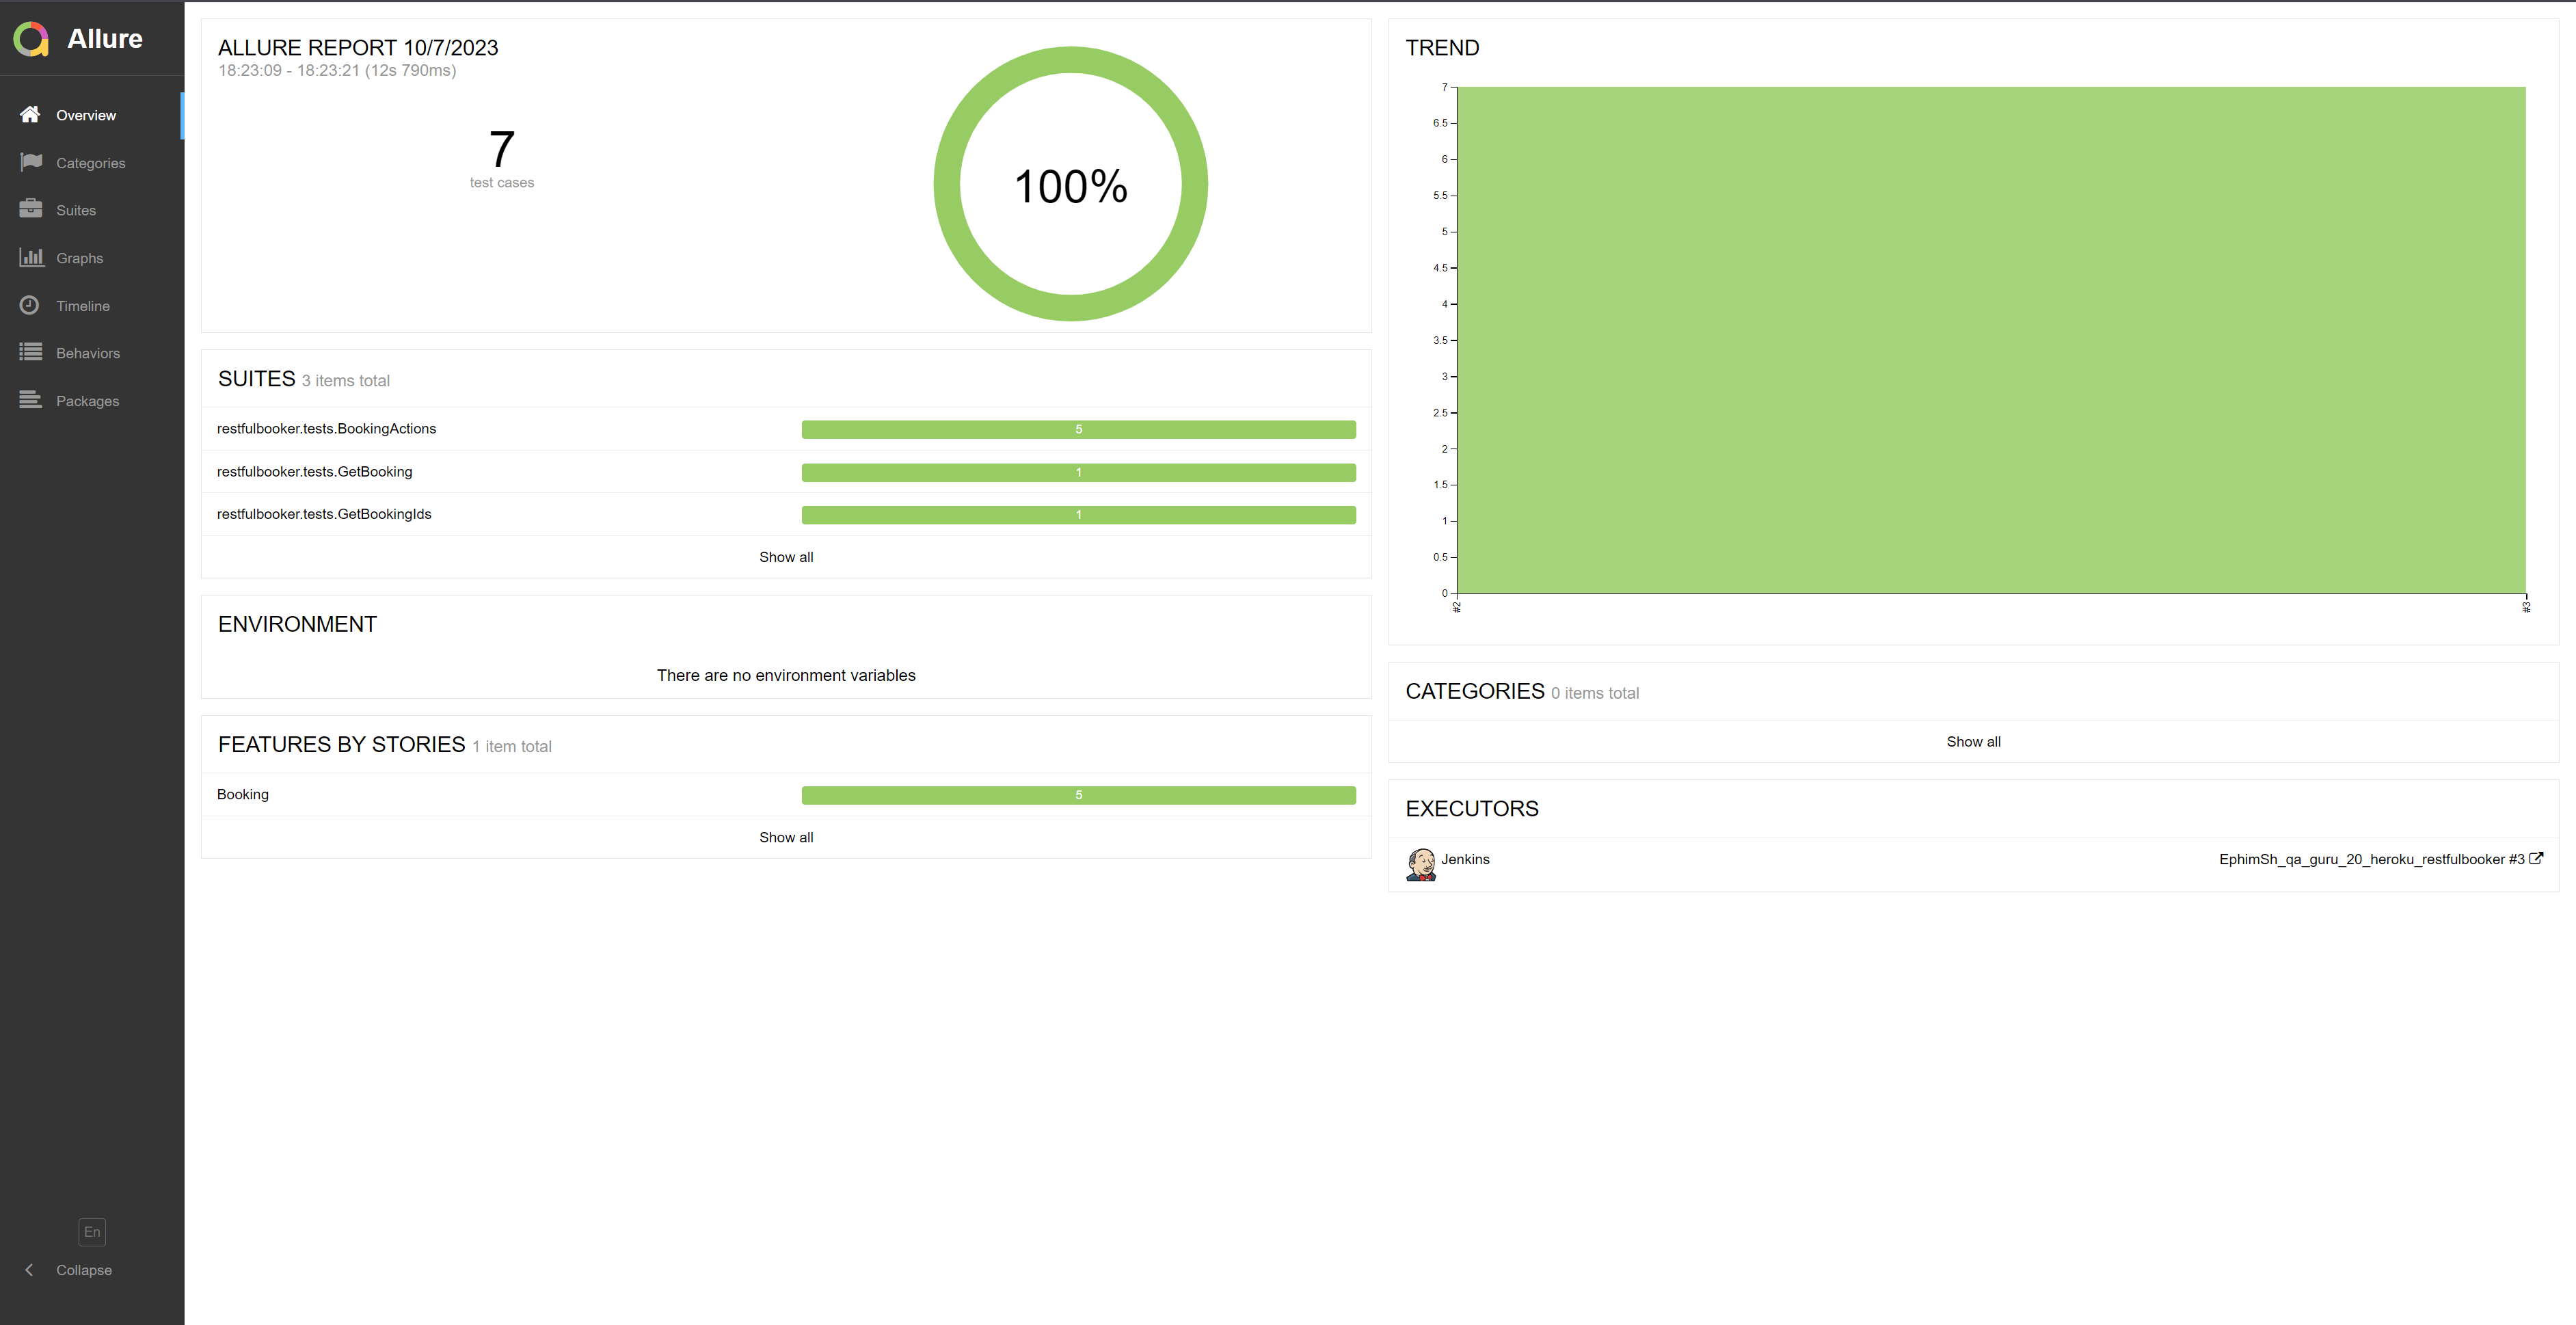 Allure
Overview
Categories
Suites
Graphs
Timeline
Behaviors
Packages
En
Collapse
ALLURE REPORT 10/7/2023
18:23:09 - 18:23:21 (12s 790ms)
7
test cases
100%
SUITES 3 items total
restfulbooker.tests.BookingActions 5
restfulbooker.tests.GetBooking 1
restfulbooker.tests.GetBookingIds 1
Show all
ENVIRONMENT
There are no environment variables
FEATURES BY STORIES 1 item total
Booking 5
Show all
TREND
7
6.5
6
5.5
5
4.5
4
3.5
3
2.5
2
1.5
1
0.5
0
#2 #3
CATEGORIES 0 items total
Show all
EXECUTORS
Jenkins EphimSh_qa_guru_20_heroku_restfulbooker #3